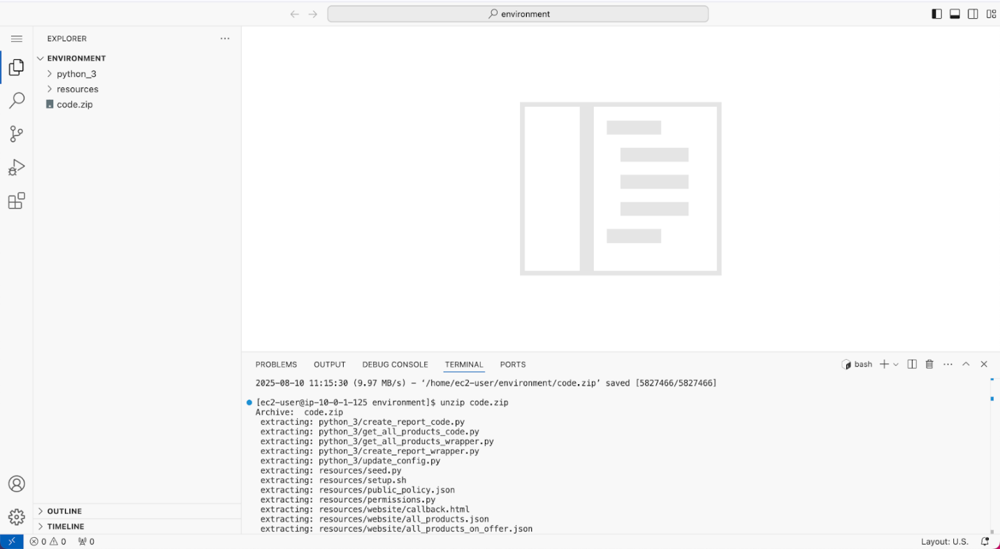 environment
EXPLORER
ENVIRONMENT
python_3
resources
code.zip
PROBLEMS OUTPUT DEBUG CONSOLE TERMINAL PORTS
bash
2025-08-10 11:15:30 (9.97 MB/s) - ‘/home/ec2-user/environment/code.zip’ saved [5827466/5827466]
[ec2-user@ip-10-0-1-125 environment]$ unzip code.zip
Archive:  code.zip
extracting: python_3/create_report_code.py
extracting: python_3/get_all_products_code.py
extracting: python_3/get_all_products_wrapper.py
extracting: python_3/create_report_wrapper.py
extracting: python_3/update_config.py
extracting: resources/seed.py
extracting: resources/setup.sh
extracting: resources/public_policy.json
extracting: resources/permissions.py
extracting: resources/website/callback.html
extracting: resources/website/all_products.json
extracting: resources/website/all_products_on_offer.json
OUTLINE
TIMELINE
0 0 0
Layout: U.S.